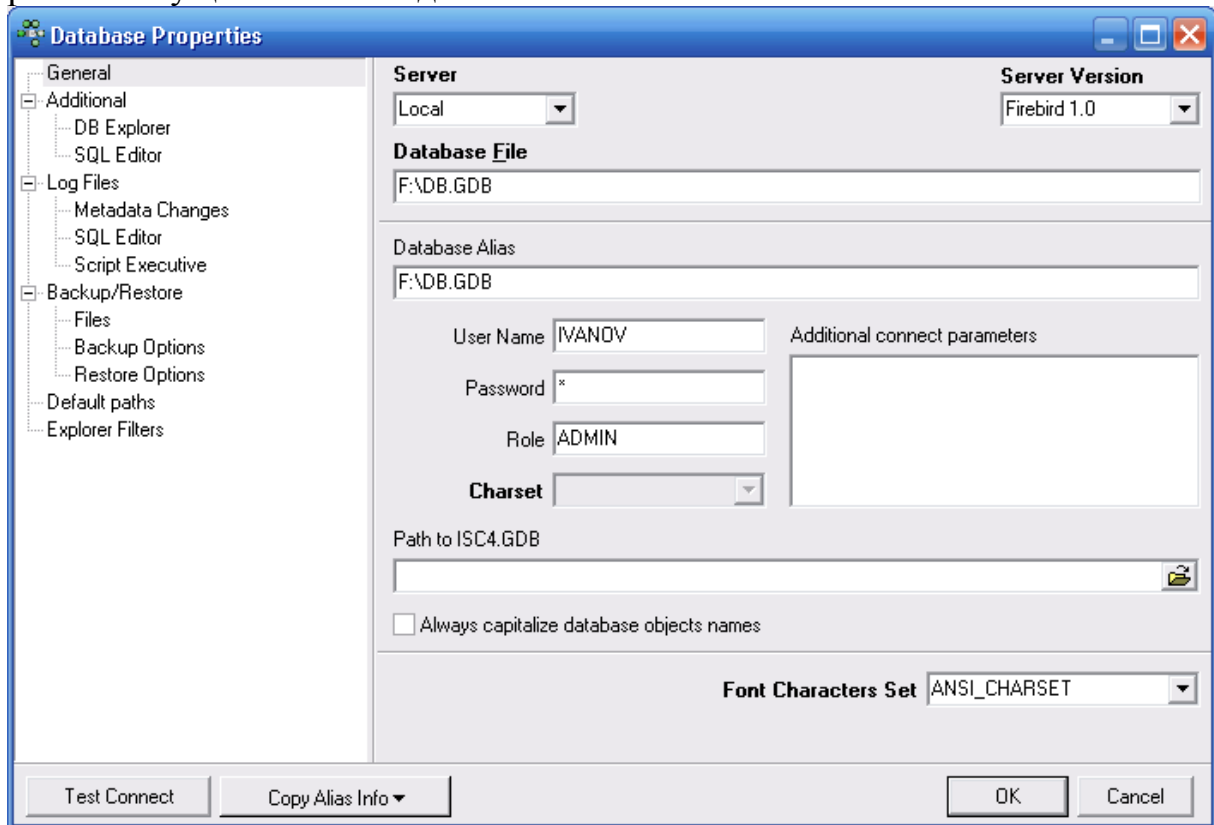 Database Properties
General
Additional
DB Explorer
SQL Editor
Log Files
Metadata Changes
SQL Editor
Script Executive
Backup/Restore
Files
Backup Options
Restore Options
Default paths
Explorer Filters
Server
Server Version
Local
Firebird 1.0
Database File
F:\DB.GDB
Database Alias
F:\DB.GDB
User Name IVANOV
Additional connect parameters
Password *
Role ADMIN
Charset
Path to ISC4.GDB
Always capitalize database objects names
Font Characters Set ANSI_CHARSET
Test Connect
Copy Alias Info
OK
Cancel